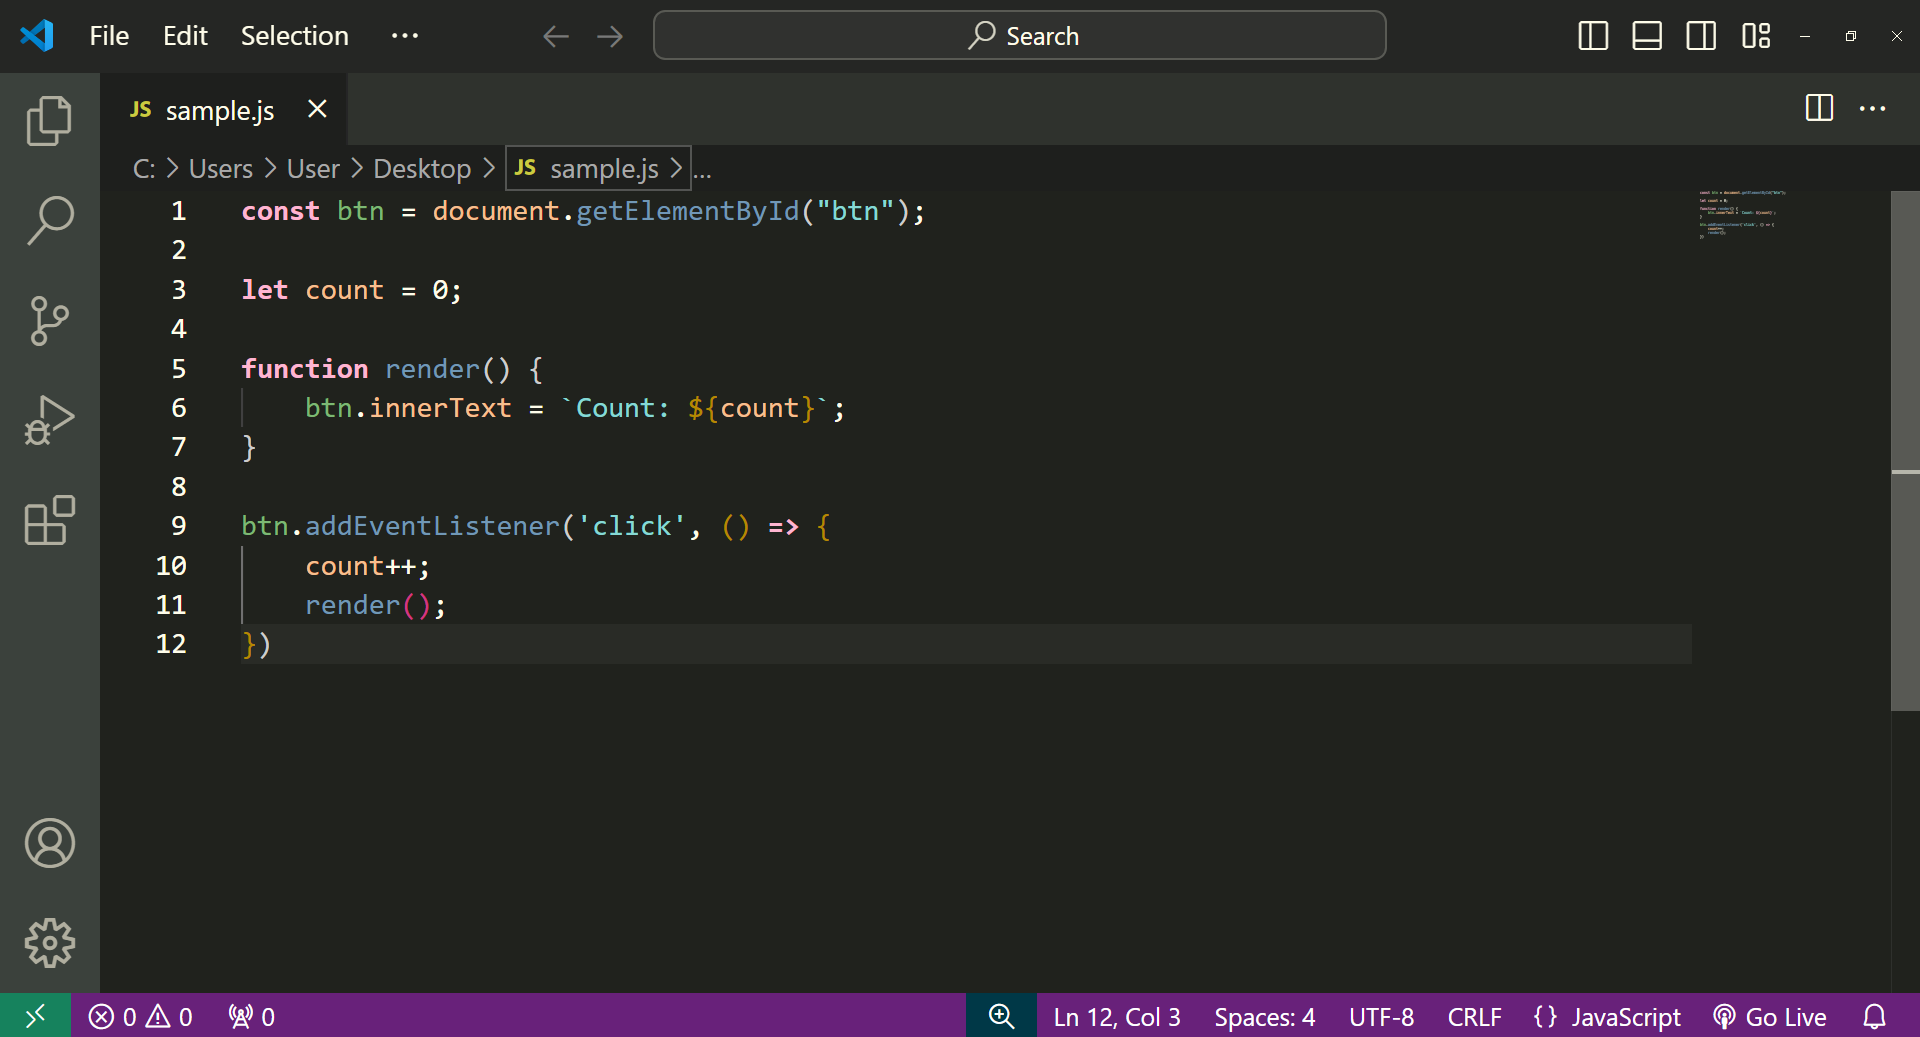 File Edit Selection ···
Search
JS sample.js
C: > Users > User > Desktop > JS sample.js > ...
1 const btn = document.getElementById("btn");
2
3 let count = 0;
4
5 function render() {
6     btn.innerText = `Count: ${count}`;
7 }
8
9 btn.addEventListener('click', () => {
10     count++;
11     render();
12 })
0 0 0 Ln 12, Col 3 Spaces: 4 UTF-8 CRLF {} JavaScript Go Live